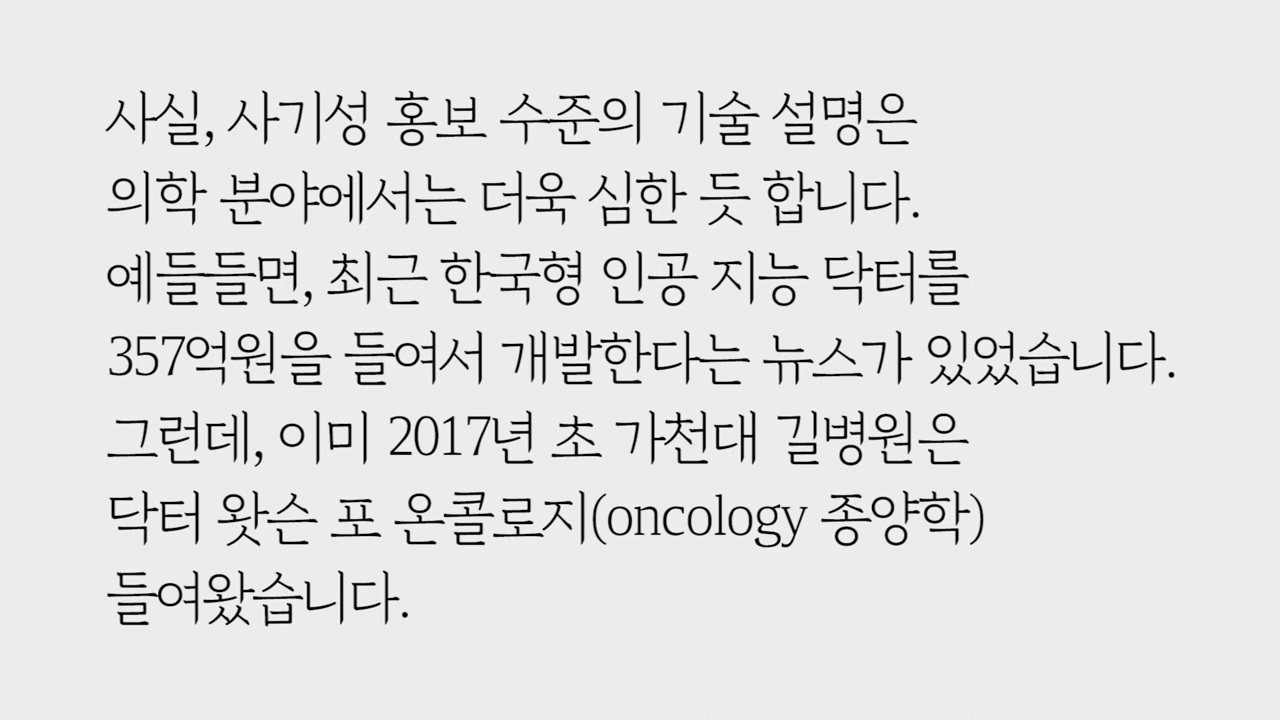 사실, 사기성 홍보 수준의 기술 설명은
의학 분야에서는 더욱 심한 듯 합니다.
예들들면, 최근 한국형 인공 지능 닥터를
357억원을 들여서 개발한다는 뉴스가 있었습니다.
그런데, 이미 2017년 초 가천대 길병원은
닥터 왓슨 포 온콜로지(oncology 종양학)
들여왔습니다.